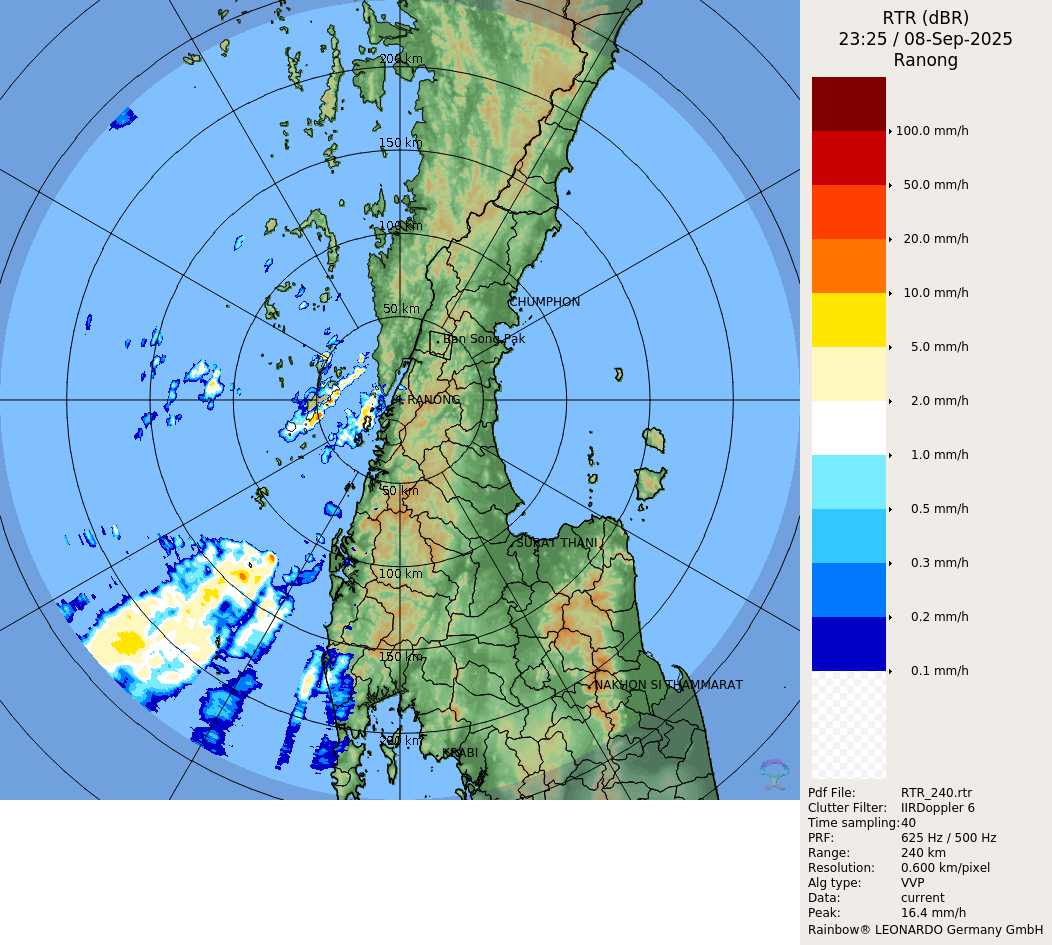 RTR (dBR)
23:25 / 08-Sep-2025
Ranong
100.0 mm/h
50.0 mm/h
20.0 mm/h
10.0 mm/h
5.0 mm/h
2.0 mm/h
1.0 mm/h
0.5 mm/h
0.3 mm/h
0.2 mm/h
0.1 mm/h
Pdf File: RTR_240.rtr
Clutter Filter: IIRDoppler 6
Time sampling: 40
PRF: 625 Hz / 500 Hz
Range: 240 km
Resolution: 0.600 km/pixel
Alg type: VVP
Data: current
Peak: 16.4 mm/h
Rainbow® LEONARDO Germany GmbH
200 km
150 km
100 km
50 km
CHUMPHON
Ban Song Pak
RANONG
50 km
SURAT THANI
100 km
150 km
NAKHON SI THAMMARAT
200 km
KRABI